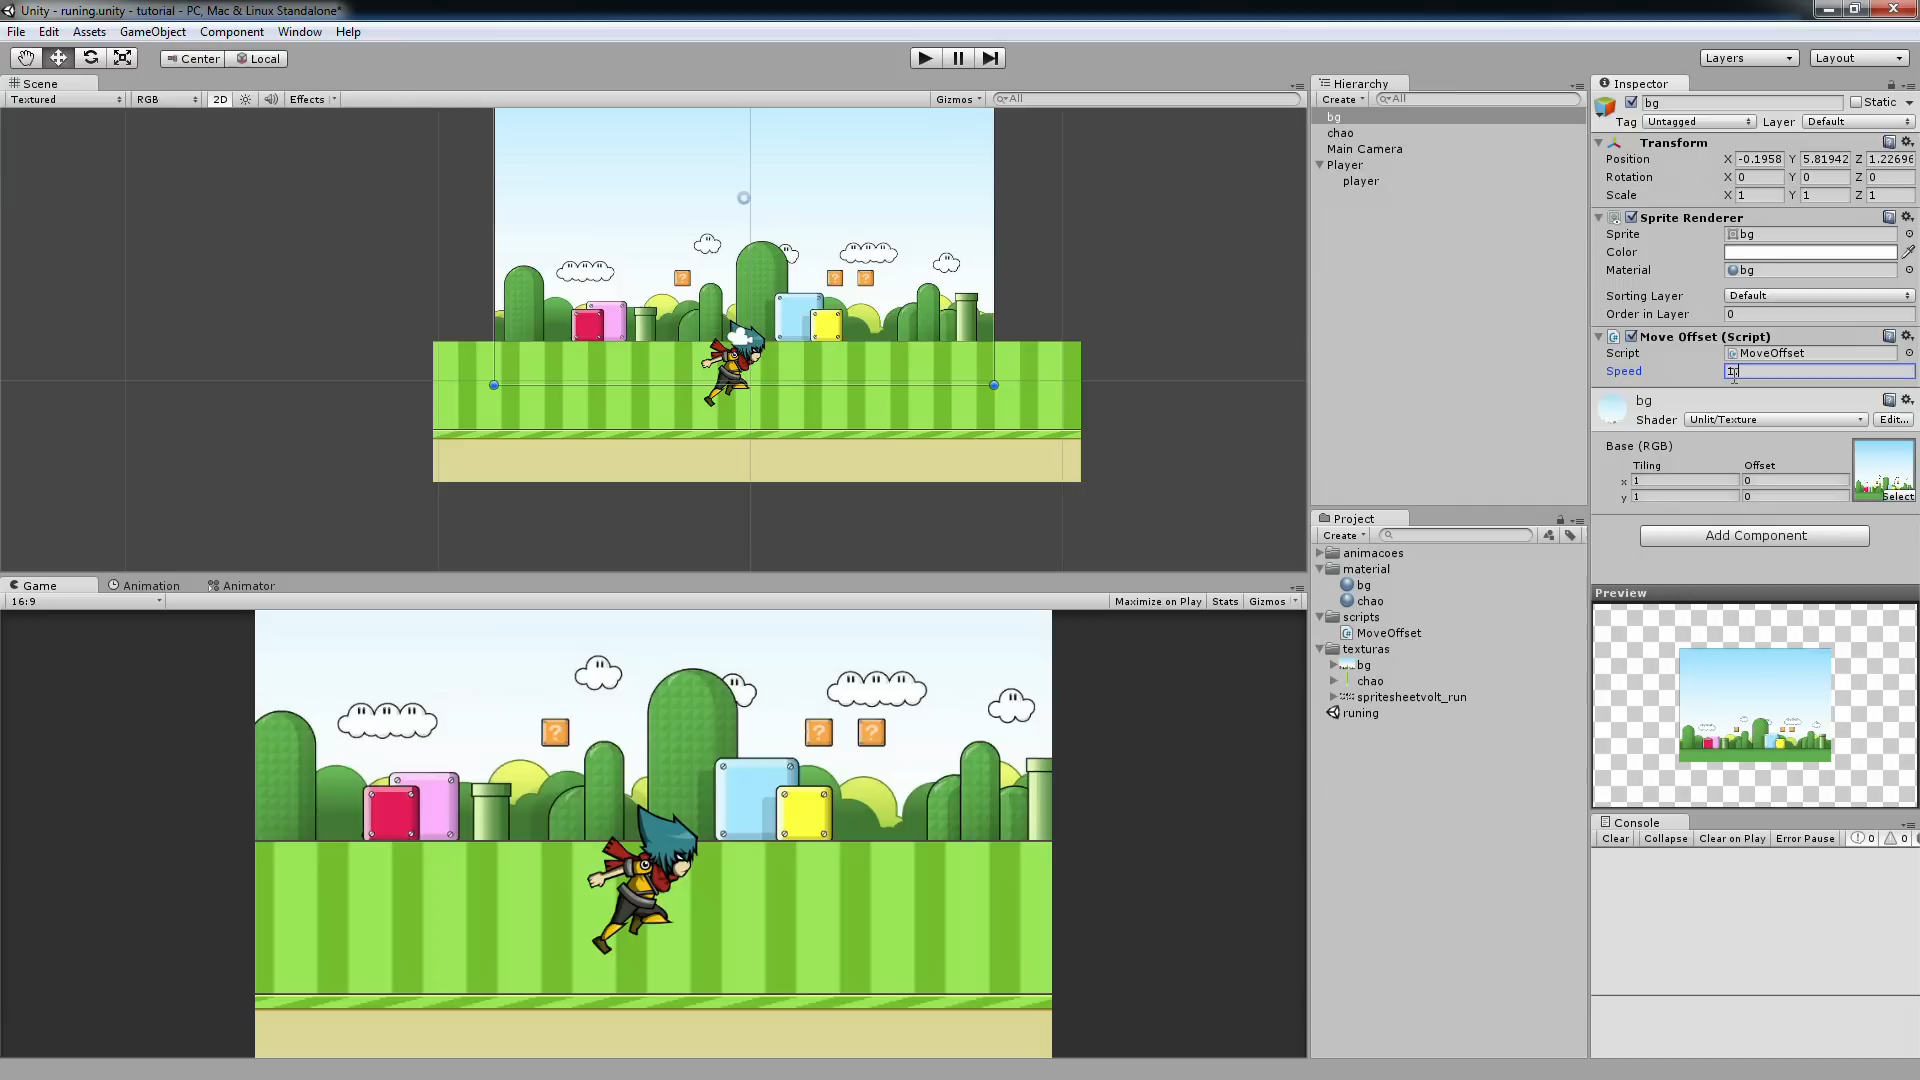 Unity - runing.unity - tutorial - PC, Mac & Linux Standalone*
File Edit Assets GameObject Component Window Help
Center Local Layers Layout
Scene
Textured RGB 2D Effects Gizmos All
Game Animation Animator
16:9 Maximize on Play Stats Gizmos
Hierarchy
Create All
bg
chao
Main Camera
Player
player
Project
Create
animacoes
material
bg
chao
scripts
MoveOffset
texturas
bg
chao
spritesheetvolt_run
runing
Inspector
bg Static
Tag Untagged Layer Default
Transform
Position X -0.1958 Y 5.81942 Z 1.22696
Rotation X 0 Y 0 Z 0
Scale X 1 Y 1 Z 1
Sprite Renderer
Sprite bg
Color
Material bg
Sorting Layer Default
Order in Layer 0
Move Offset (Script)
Script MoveOffset
Speed
bg
Shader Unlit/Texture Edit...
Base (RGB)
Tiling Offset
x 1 0
y 1 0
Select
Add Component
Preview
Console
Clear Collapse Clear on Play Error Pause 0 0